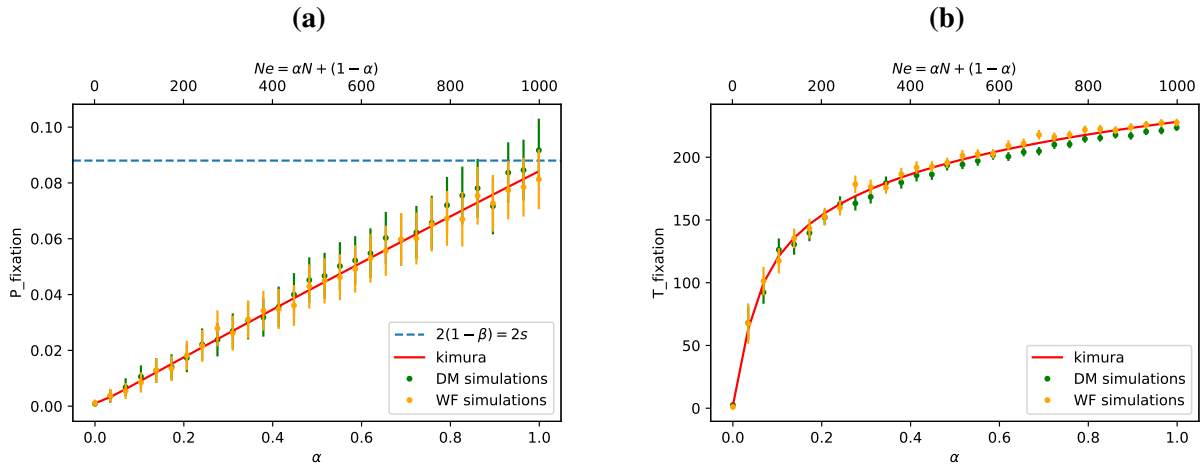 (a)
Ne = αN + (1 − α)
0 200 400 600 800 1000
0.10
0.08
0.06
0.04
0.02
0.00
P_fixation
2(1 − β) = 2s
kimura
DM simulations
WF simulations
0.0 0.2 0.4 0.6 0.8 1.0
α
(b)
Ne = αN + (1 − α)
0 200 400 600 800 1000
200
150
100
50
0
T_fixation
kimura
DM simulations
WF simulations
0.0 0.2 0.4 0.6 0.8 1.0
α